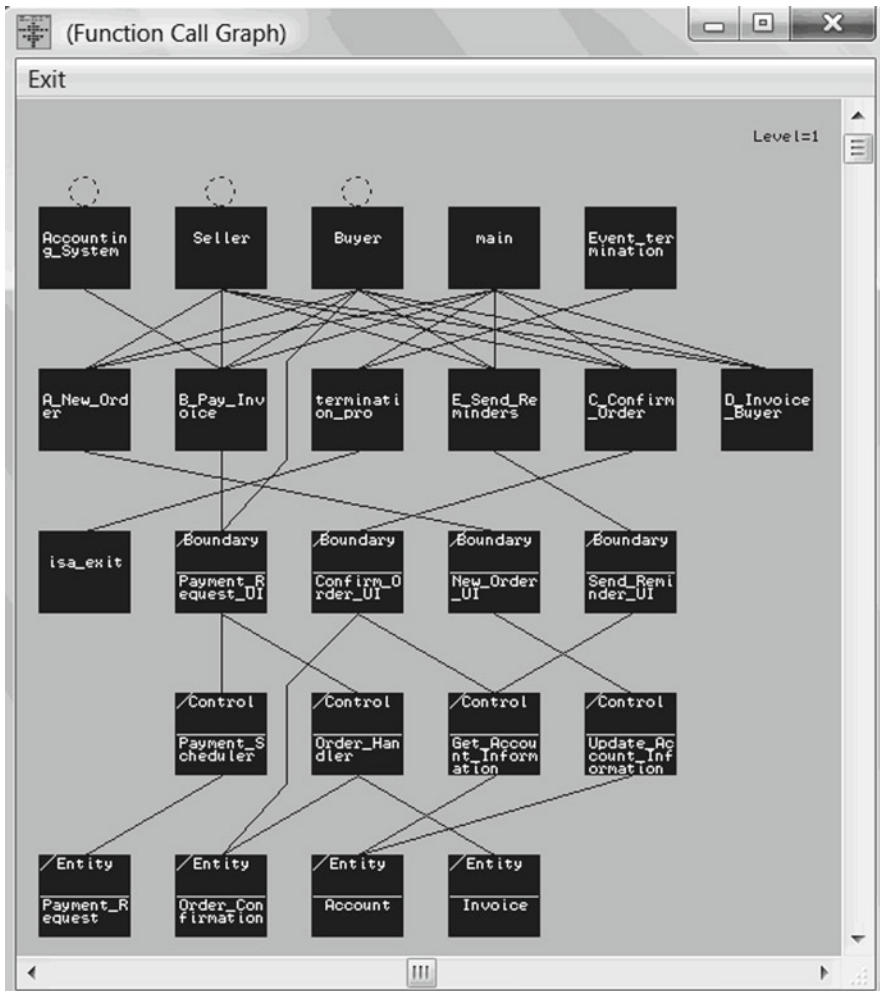 (Function Call Graph)
Exit
Level=1
Accountin
g_System
Seller
Buyer
main
Event_ter
mination
A_New_Ord
er
B_Pay_Inv
oice
terminati
on_pro
E_Send_Re
minders
C_Confirm
_Order
D_Invoice
_Buyer
isa_exit
Boundary
Payment_R
equest_UI
Boundary
Confirm_O
rder_UI
Boundary
New_Order
_UI
Boundary
Send_Remi
nder_UI
Control
Payment_S
cheduler
Control
Order_Han
dler
Control
Get_Accou
nt_Inform
ation
Control
Update_Ac
count_Inf
ormation
Entity
Payment_R
equest
Entity
Order_Con
firmation
Entity
Account
Entity
Invoice